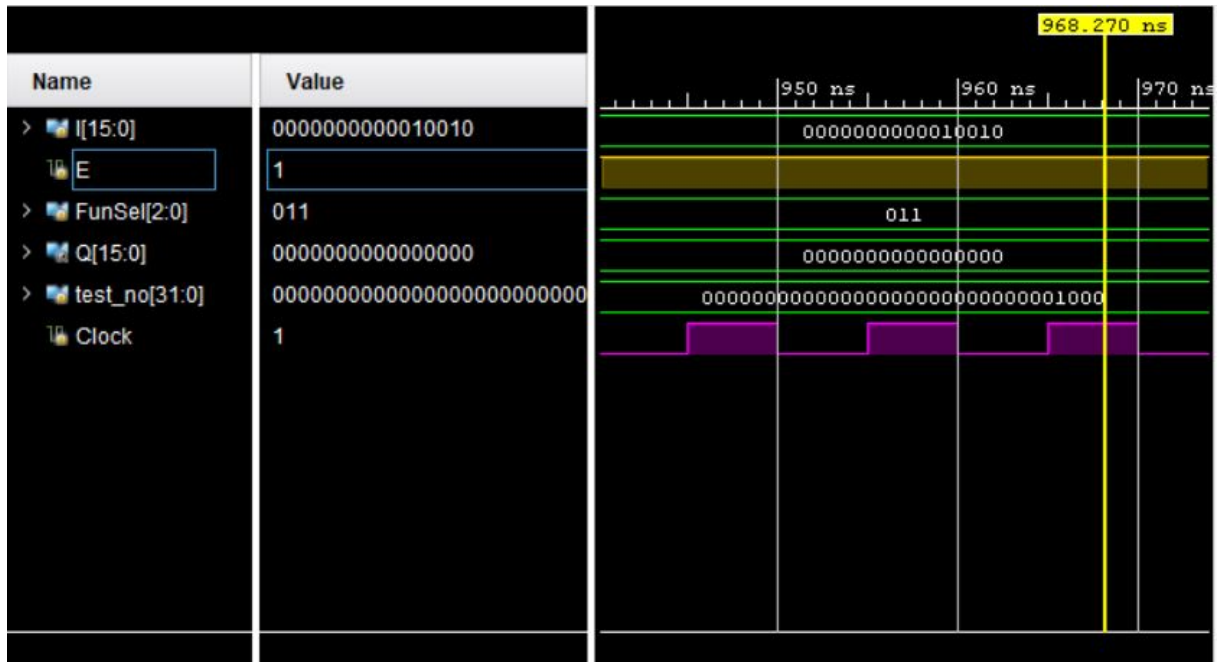 968.270 ns
Name Value
950 ns 960 ns 970 ns
> I[15:0] 0000000000010010 0000000000010010
E 1
> FunSel[2:0] 011 011
> Q[15:0] 0000000000000000 0000000000000000
> test_no[31:0] 00000000000000000000000000 00000000000000000000000000001000
Clock 1